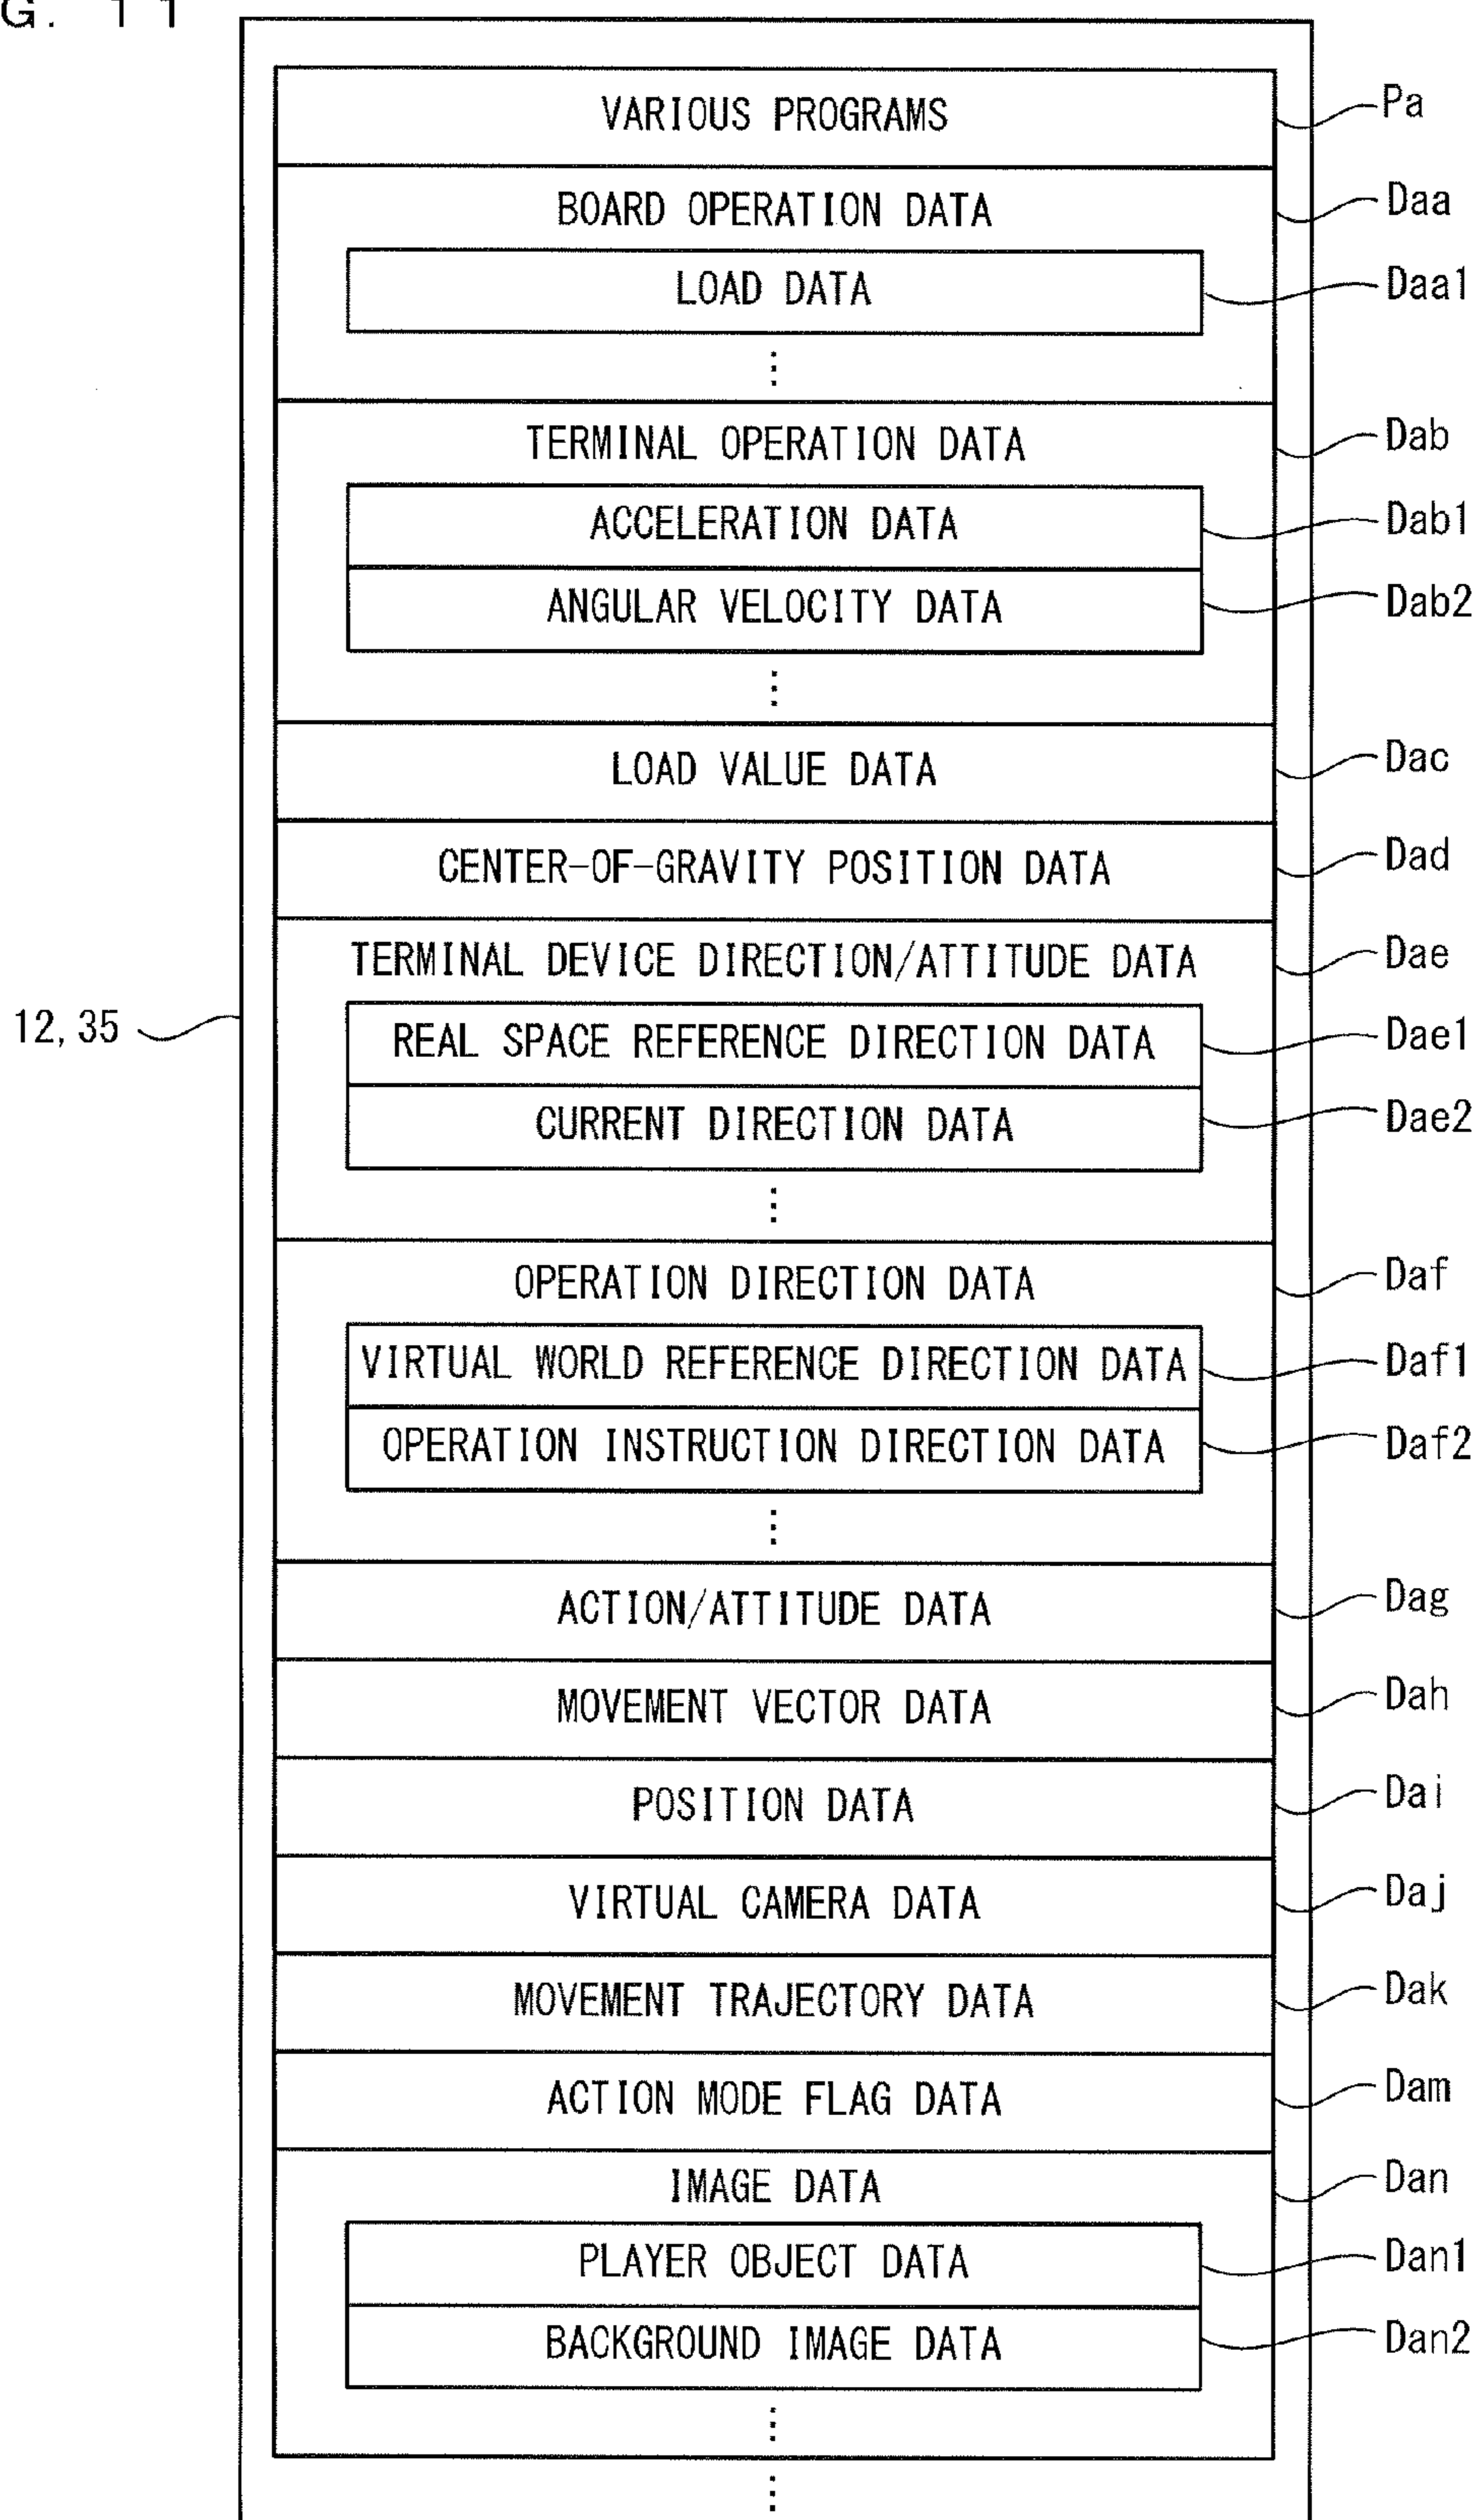 G. 11
VARIOUS PROGRAMS Pa
BOARD OPERATION DATA Daa
LOAD DATA Daa1
TERMINAL OPERATION DATA Dab
ACCELERATION DATA Dab1
ANGULAR VELOCITY DATA Dab2
LOAD VALUE DATA Dac
CENTER-OF-GRAVITY POSITION DATA Dad
TERMINAL DEVICE DIRECTION/ATTITUDE DATA Dae
12, 35 REAL SPACE REFERENCE DIRECTION DATA Dae1
CURRENT DIRECTION DATA Dae2
OPERATION DIRECTION DATA Daf
VIRTUAL WORLD REFERENCE DIRECTION DATA Daf1
OPERATION INSTRUCTION DIRECTION DATA Daf2
ACTION/ATTITUDE DATA Dag
MOVEMENT VECTOR DATA Dah
POSITION DATA Dai
VIRTUAL CAMERA DATA Daj
MOVEMENT TRAJECTORY DATA Dak
ACTION MODE FLAG DATA Dam
IMAGE DATA Dan
PLAYER OBJECT DATA Dan1
BACKGROUND IMAGE DATA Dan2